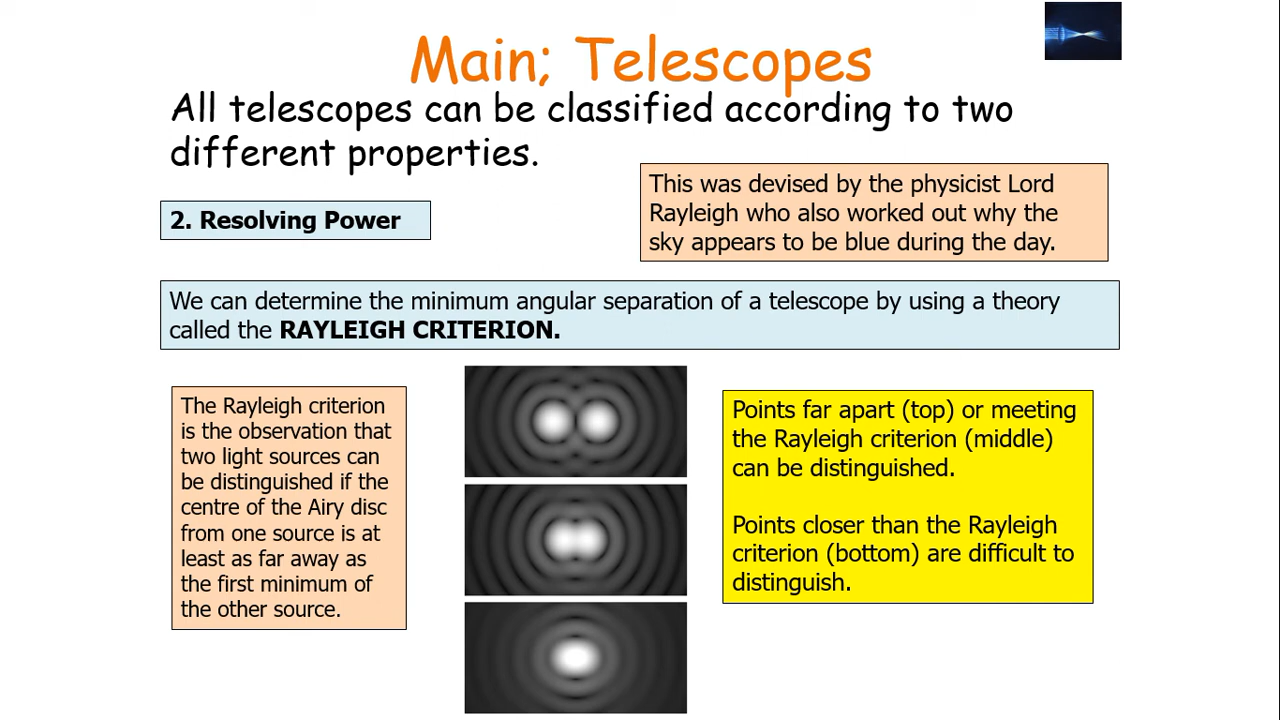 Main; Telescopes
All telescopes can be classified according to two
different properties.
This was devised by the physicist Lord
Rayleigh who also worked out why the
sky appears to be blue during the day.
2. Resolving Power
We can determine the minimum angular separation of a telescope by using a theory
called the RAYLEIGH CRITERION.
The Rayleigh criterion
is the observation that
two light sources can
be distinguished if the
centre of the Airy disc
from one source is at
least as far away as
the first minimum of
the other source.
Points far apart (top) or meeting
the Rayleigh criterion (middle)
can be distinguished.
Points closer than the Rayleigh
criterion (bottom) are difficult to
distinguish.